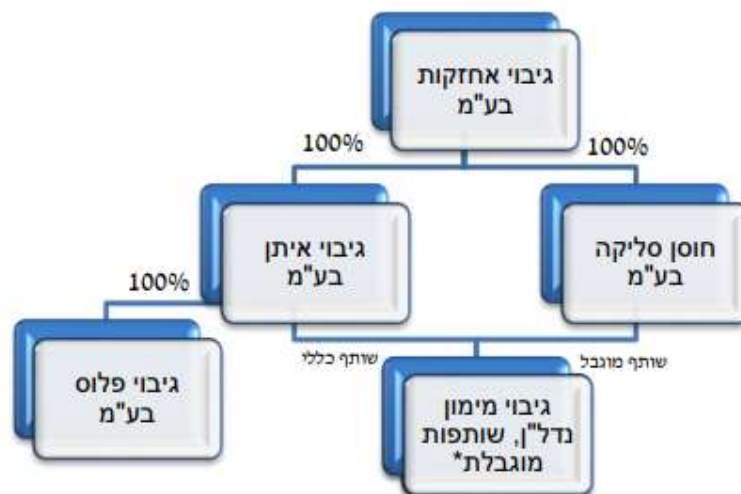 גיבוי אחזקות
בע"מ
100%
100%
חוסן סליקה
בע"מ
גיבוי איתן
בע"מ
100%
שותף מוגבל
שותף כללי
גיבוי מימון
נדל"ן, שותפות
מוגבלת*
גיבוי פלוס
בע"מ